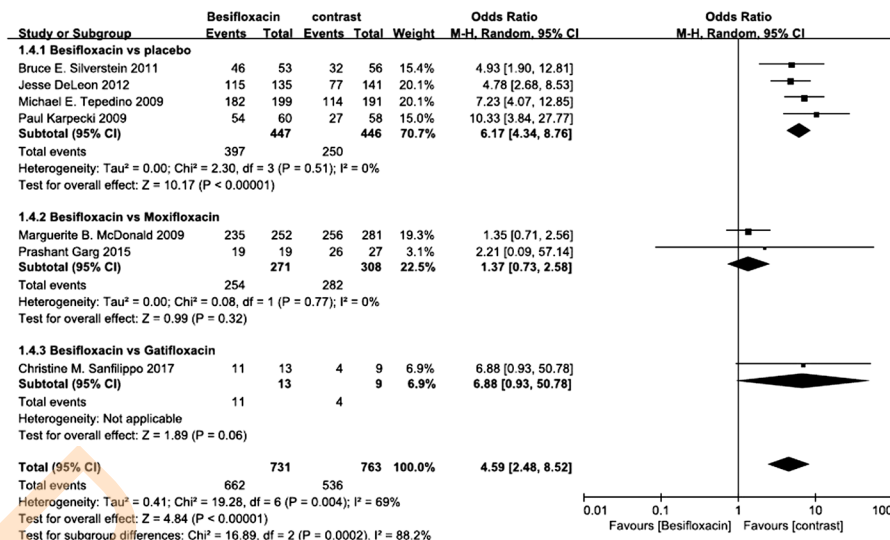 Besifloxacin contrast Odds Ratio Odds Ratio
Study or Subgroup Events Total Events Total Weight M-H, Random, 95% CI M-H, Random, 95% CI
1.4.1 Besifloxacin vs placebo
Bruce E. Silverstein 2011 46 53 32 56 15.4% 4.93 [1.90, 12.81]
Jesse DeLeon 2012 115 135 77 141 20.1% 4.78 [2.68, 8.53]
Michael E. Tepedino 2009 182 199 114 191 20.1% 7.23 [4.07, 12.85]
Paul Karpecki 2009 54 60 27 58 15.0% 10.33 [3.84, 27.77]
Subtotal (95% CI) 447 446 70.7% 6.17 [4.34, 8.76]
Total events 397 250
Heterogeneity: Tau² = 0.00; Chi² = 2.30, df = 3 (P = 0.51); I² = 0%
Test for overall effect: Z = 10.17 (P < 0.00001)
1.4.2 Besifloxacin vs Moxifloxacin
Marguerite B. McDonald 2009 235 252 256 281 19.3% 1.35 [0.71, 2.56]
Prashant Garg 2015 19 19 26 27 3.1% 2.21 [0.09, 57.14]
Subtotal (95% CI) 271 308 22.5% 1.37 [0.73, 2.58]
Total events 254 282
Heterogeneity: Tau² = 0.00; Chi² = 0.08, df = 1 (P = 0.77); I² = 0%
Test for overall effect: Z = 0.99 (P = 0.32)
1.4.3 Besifloxacin vs Gatifloxacin
Christine M. Sanfilippo 2017 11 13 4 9 6.9% 6.88 [0.93, 50.78]
Subtotal (95% CI) 13 9 6.9% 6.88 [0.93, 50.78]
Total events 11 4
Heterogeneity: Not applicable
Test for overall effect: Z = 1.89 (P = 0.06)
Total (95% CI) 731 763 100.0% 4.59 [2.48, 8.52]
Total events 662 536
Heterogeneity: Tau² = 0.41; Chi² = 19.28, df = 6 (P = 0.004); I² = 69%
Test for overall effect: Z = 4.84 (P < 0.00001)
Test for subgroup differences: Chi² = 16.89, df = 2 (P = 0.0002), I² = 88.2%
0.01 0.1 1 10 100
Favours [Besifloxacin] Favours [contrast]